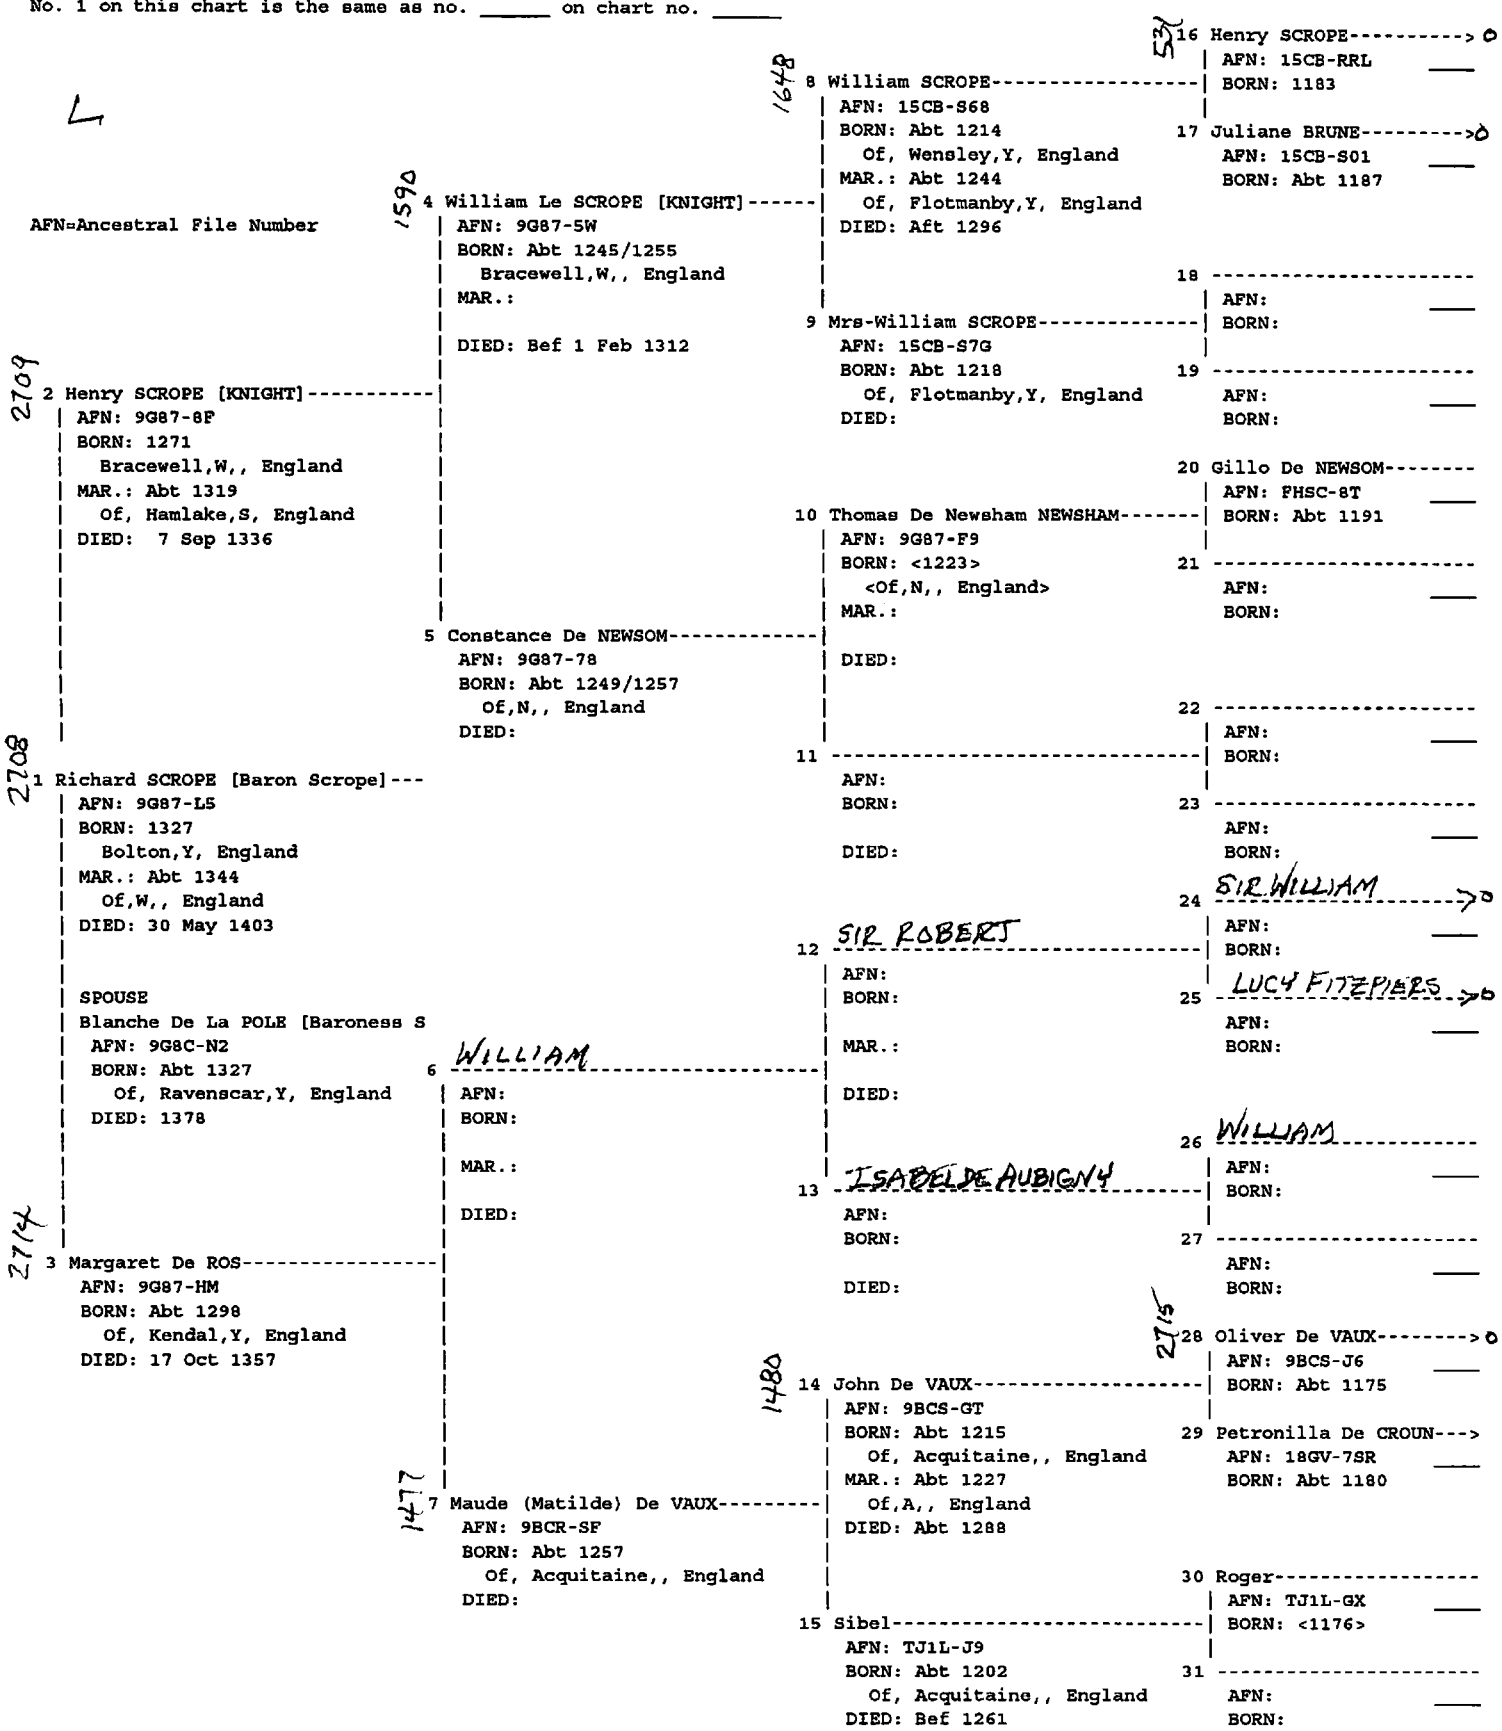 No. 1 on this chart is the same as no. ______ on chart no. ______
AFN=Ancestral File Number
2708
1 Richard SCROPE [Baron Scrope]---
AFN: 9G87-L5
BORN: 1327
Bolton,Y, England
MAR.: Abt 1344
Of,W,, England
DIED: 30 May 1403
SPOUSE
Blanche De La POLE [Baroness S
AFN: 9G8C-N2
BORN: Abt 1327
Of, Ravenscar,Y, England
DIED: 1378
2709
2 Henry SCROPE [KNIGHT]-----------
AFN: 9G87-8F
BORN: 1271
Bracewell,W,, England
MAR.: Abt 1319
Of, Hamlake,S, England
DIED: 7 Sep 1336
2714
3 Margaret De ROS-----------------
AFN: 9G87-HM
BORN: Abt 1298
Of, Kendal,Y, England
DIED: 17 Oct 1357
1590
4 William Le SCROPE [KNIGHT]------
AFN: 9G87-5W
BORN: Abt 1245/1255
Bracewell,W,, England
MAR.:
DIED: Bef 1 Feb 1312
5 Constance De NEWSOM-------------
AFN: 9G87-78
BORN: Abt 1249/1257
Of,N,, England
DIED:
6 WILLIAM
AFN:
BORN:
MAR.:
DIED:
1477
7 Maude (Matilde) De VAUX---------
AFN: 9BCR-SF
BORN: Abt 1257
Of, Acquitaine,, England
DIED:
1648
8 William SCROPE------------------
AFN: 15CB-S68
BORN: Abt 1214
Of, Wensley,Y, England
MAR.: Abt 1244
Of, Flotmanby,Y, England
DIED: Aft 1296
9 Mrs-William SCROPE--------------
AFN: 15CB-S7G
BORN: Abt 1218
Of, Flotmanby,Y, England
DIED:
10 Thomas De Newsham NEWSHAM-------
AFN: 9G87-F9
BORN: <1223>
<Of,N,, England>
MAR.:
DIED:
11 --------------------------------
AFN:
BORN:
DIED:
12 SIR ROBERT
AFN:
BORN:
MAR.:
DIED:
13 ISABEL DE AUBIGNY
AFN:
BORN:
DIED:
1480
14 John De VAUX--------------------
AFN: 9BCS-GT
BORN: Abt 1215
Of, Acquitaine,, England
MAR.: Abt 1227
Of,A,, England
DIED: Abt 1288
15 Sibel---------------------------
AFN: TJ1L-J9
BORN: Abt 1202
Of, Acquitaine,, England
DIED: Bef 1261
16 Henry SCROPE----------> 0
AFN: 15CB-RRL
BORN: 1183
17 Juliane BRUNE--------->0
AFN: 15CB-S01
BORN: Abt 1187
18 ----------------------
AFN:
BORN:
19 ----------------------
AFN:
BORN:
20 Gillo De NEWSOM--------
AFN: FHSC-8T
BORN: Abt 1191
21 ----------------------
AFN:
BORN:
22 ----------------------
AFN:
BORN:
23 ----------------------
AFN:
BORN:
24 SIR WILLIAM > 0
AFN:
BORN:
25 LUCY FITZPIERS > 0
AFN:
BORN:
26 WILLIAM
AFN:
BORN:
27 ----------------------
AFN:
BORN:
2715
28 Oliver De VAUX--------> 0
AFN: 9BCS-J6
BORN: Abt 1175
29 Petronilla De CROUN--->
AFN: 18GV-7SR
BORN: Abt 1180
30 Roger-----------------
AFN: TJ1L-GX
BORN: <1176>
31 ----------------------
AFN:
BORN: